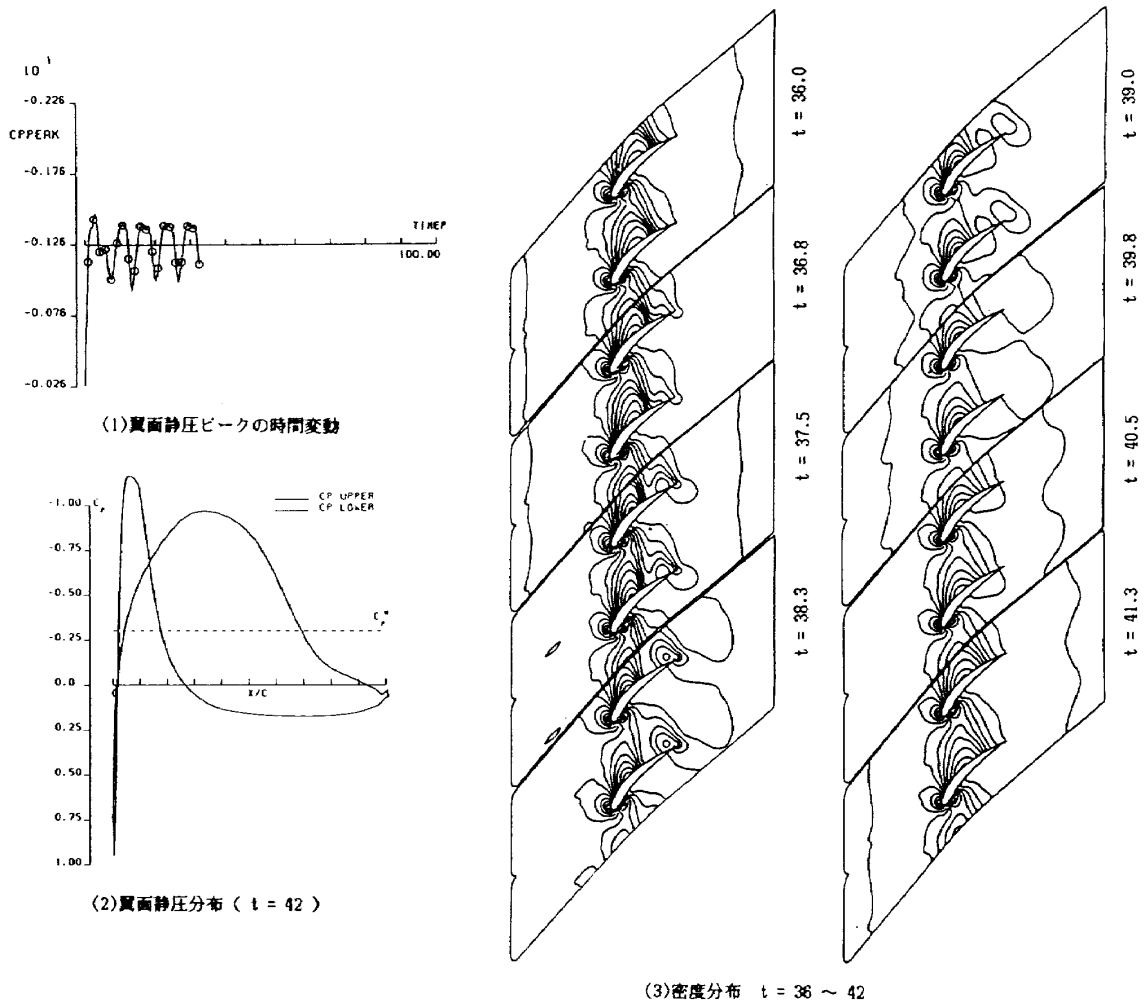 10¹
-0.226
CPPERK
-0.176
-0.126
TIMEP
100.00
-0.076
-0.026
(1)翼面静圧ピークの時間変動
-1.00 Cp
CP UPPER
CP LOWER
-0.75
-0.50
-0.25
Cp*
0.0
X/C
0.25
0.50
0.75
1.00
(2)翼面静圧分布 ( t = 42 )
t = 36.0
t = 36.8
t = 37.5
t = 38.3
t = 39.0
t = 39.8
t = 40.5
t = 41.3
(3)密度分布 t = 36 ～ 42